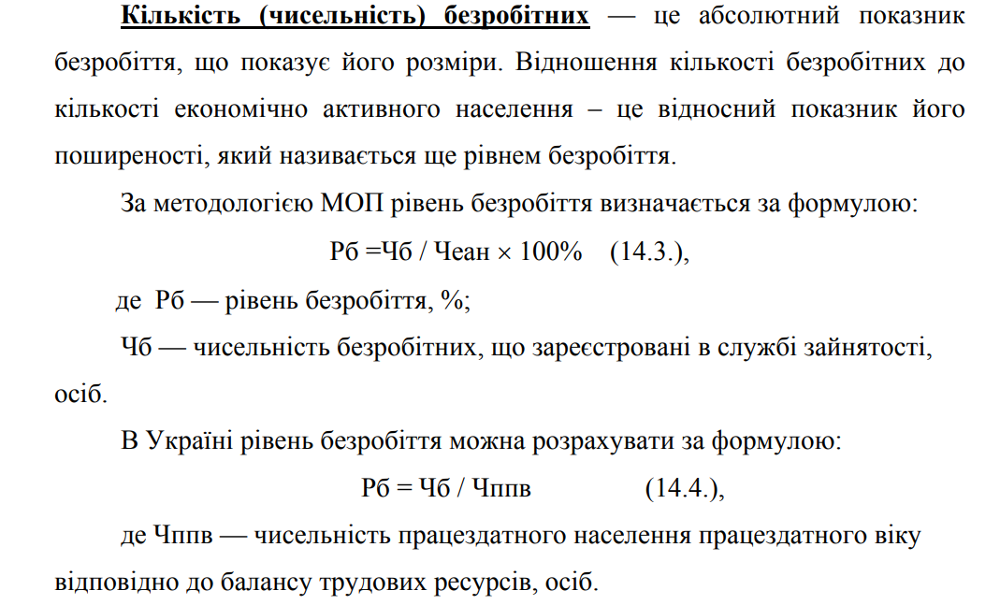 Кількість (чисельність) безробітних — це абсолютний показник
безробіття, що показує його розміри. Відношення кількості безробітних до
кількості економічно активного населення – це відносний показник його
поширеності, який називається ще рівнем безробіття.
За методологією МОП рівень безробіття визначається за формулою:
Рб =Чб / Чеан × 100% (14.3.),
де Рб — рівень безробіття, %;
Чб — чисельність безробітних, що зареєстровані в службі зайнятості,
осіб.
В Україні рівень безробіття можна розрахувати за формулою:
Рб = Чб / Чппв (14.4.),
де Чппв — чисельність працездатного населення працездатного віку
відповідно до балансу трудових ресурсів, осіб.